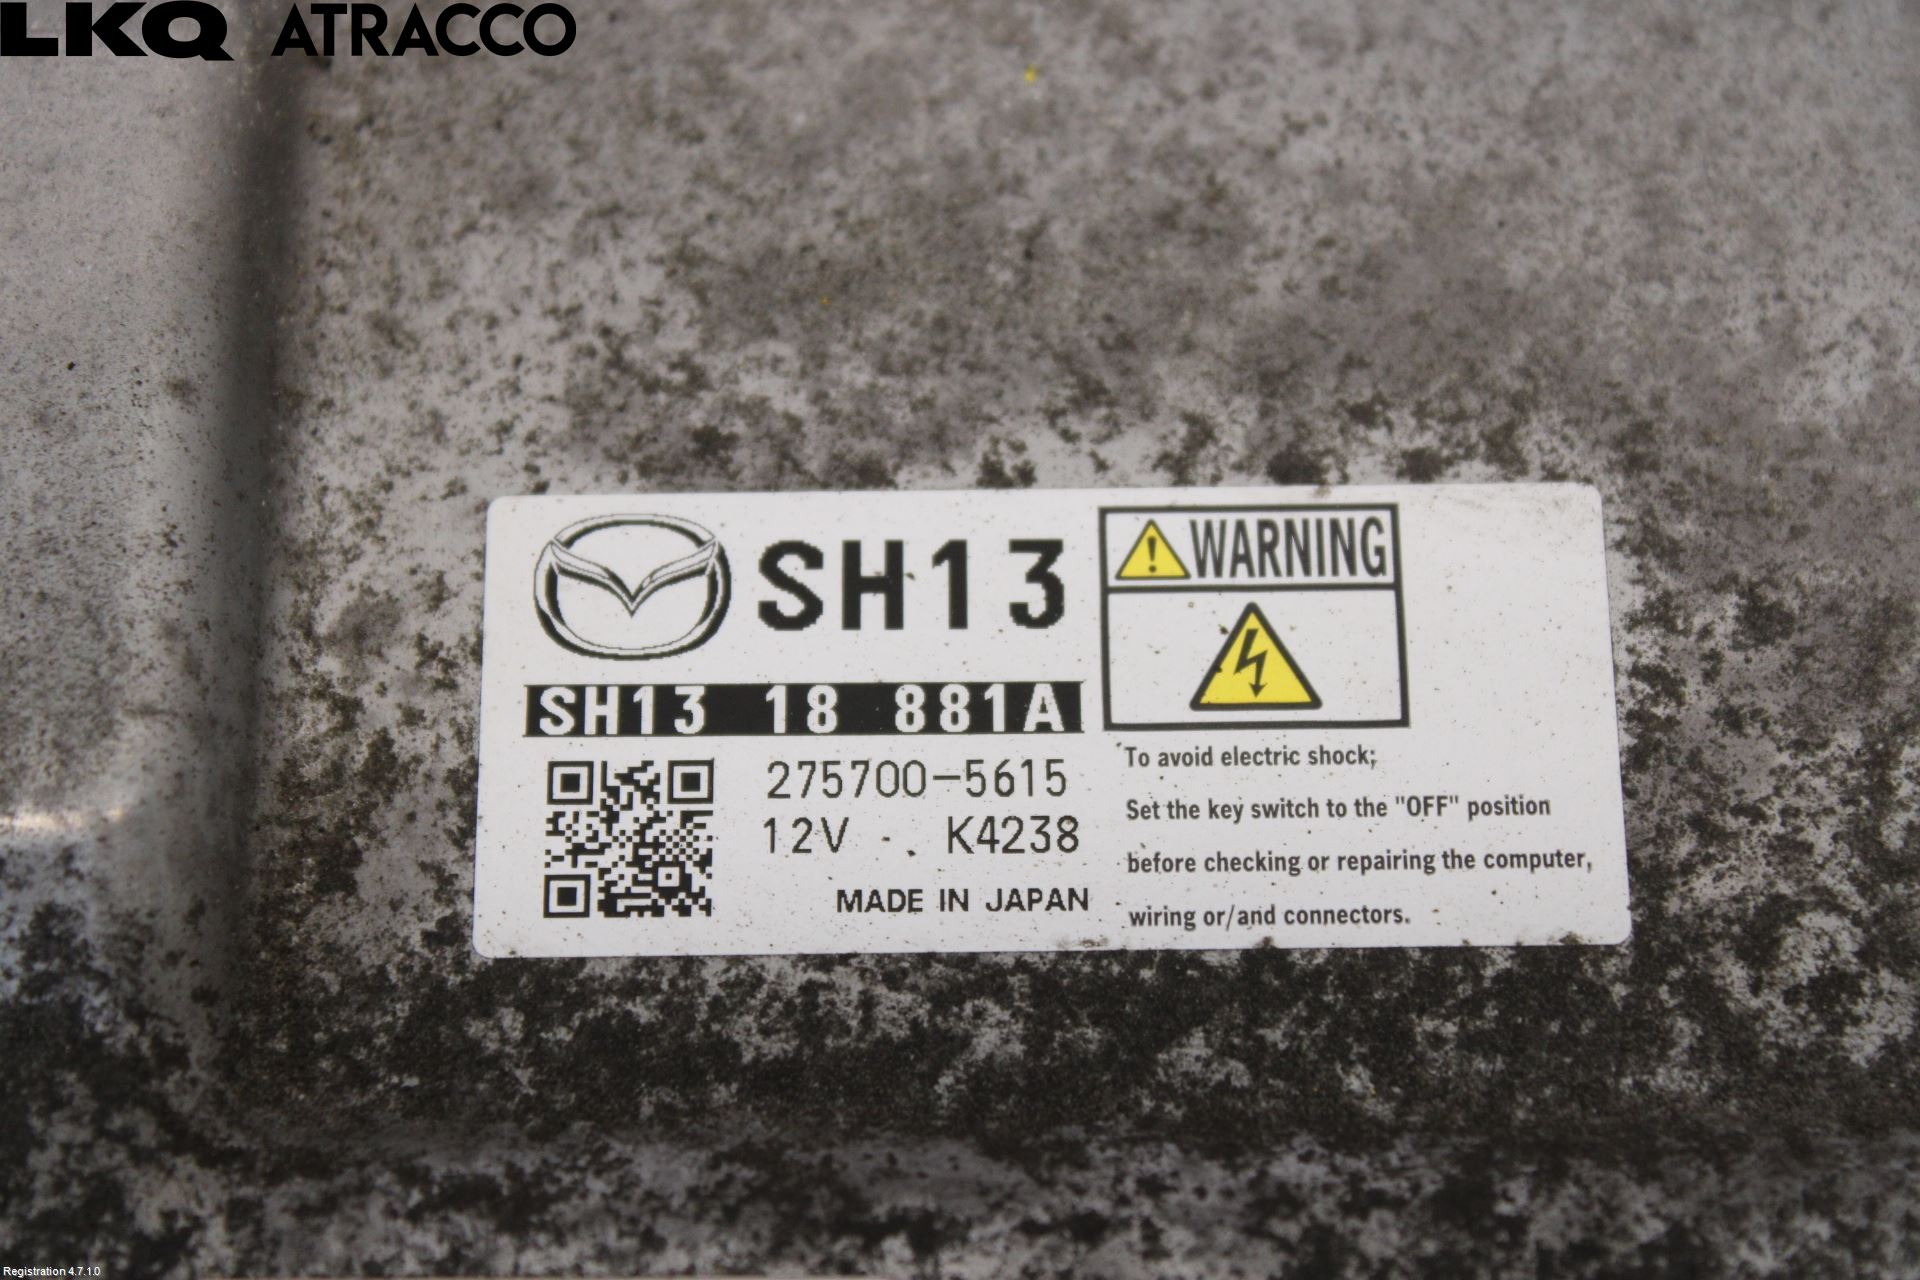 LKQ ATRACCO
SH13
SH13 18 881A
275700-5615
12V K4238
MADE IN JAPAN
WARNING
To avoid electric shock;
Set the key switch to the "OFF" position
before checking or repairing the computer,
wiring or/and connectors.
Registration 4.7.1.0